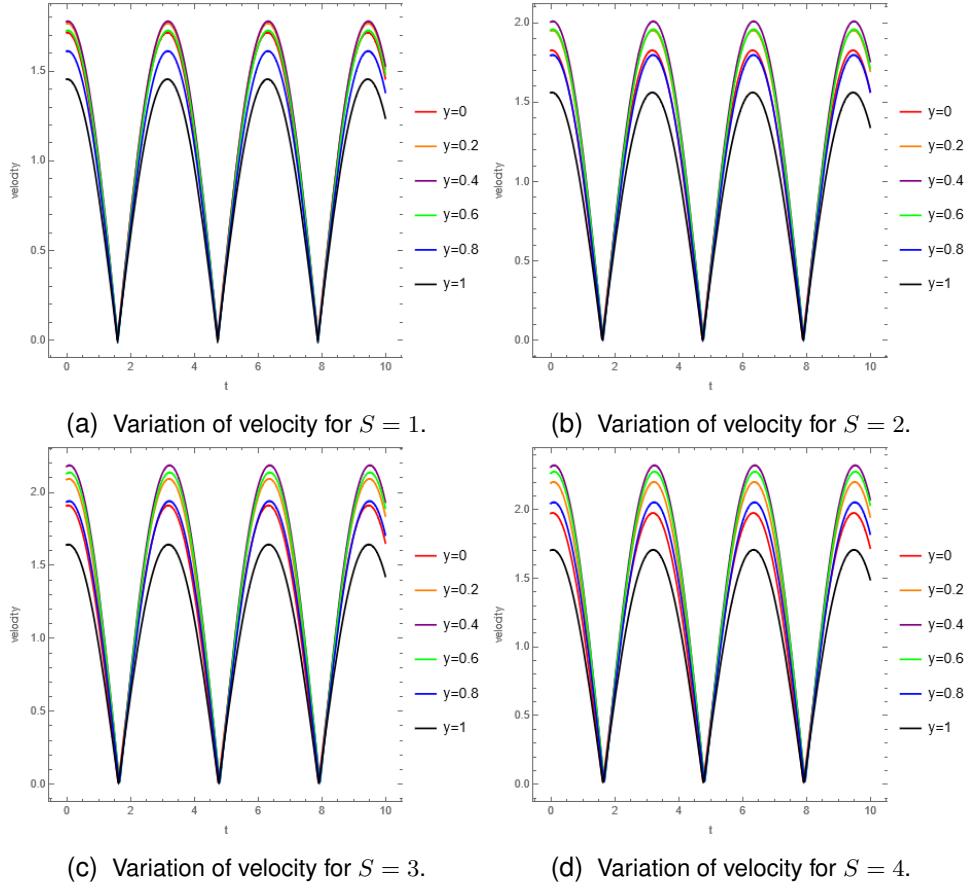 1.5
1.0
0.5
0.0
velocity
0 2 4 6 8 10
t
y=0
y=0.2
y=0.4
y=0.6
y=0.8
y=1
(a) Variation of velocity for S = 1.
2.0
1.5
1.0
0.5
0.0
velocity
0 2 4 6 8 10
t
y=0
y=0.2
y=0.4
y=0.6
y=0.8
y=1
(b) Variation of velocity for S = 2.
2.0
1.5
1.0
0.5
0.0
velocity
0 2 4 6 8 10
t
y=0
y=0.2
y=0.4
y=0.6
y=0.8
y=1
(c) Variation of velocity for S = 3.
2.0
1.5
1.0
0.5
0.0
velocity
0 2 4 6 8 10
t
y=0
y=0.2
y=0.4
y=0.6
y=0.8
y=1
(d) Variation of velocity for S = 4.